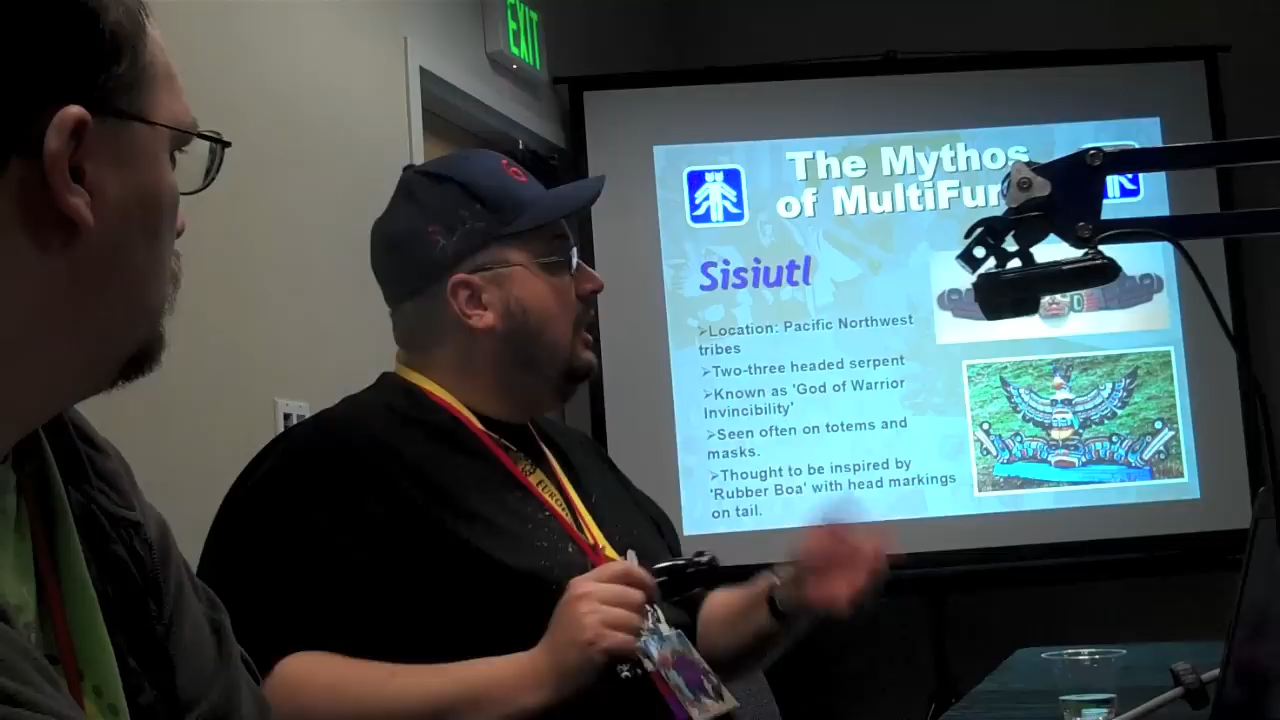 EXIT
6
The Mythos
of MultiFur
Sisiutl
➢Location: Pacific Northwest
tribes
➢Two-three headed serpent
➢Known as 'God of Warrior
Invincibility'
➢Seen often on totems and
masks.
➢Thought to be inspired by
'Rubber Boa' with head markings
on tail.